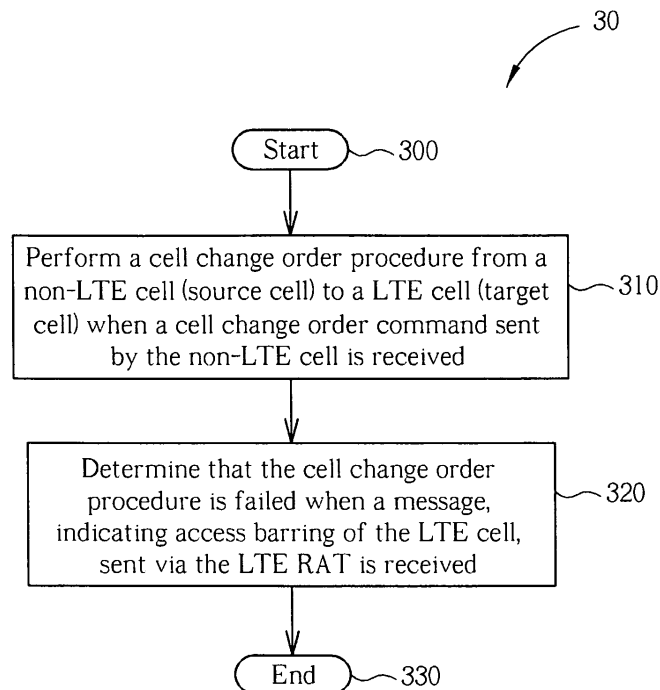 30
Start
300
Perform a cell change order procedure from a
non-LTE cell (source cell) to a LTE cell (target
cell) when a cell change order command sent
by the non-LTE cell is received
310
Determine that the cell change order
procedure is failed when a message,
indicating access barring of the LTE cell,
sent via the LTE RAT is received
320
End
330